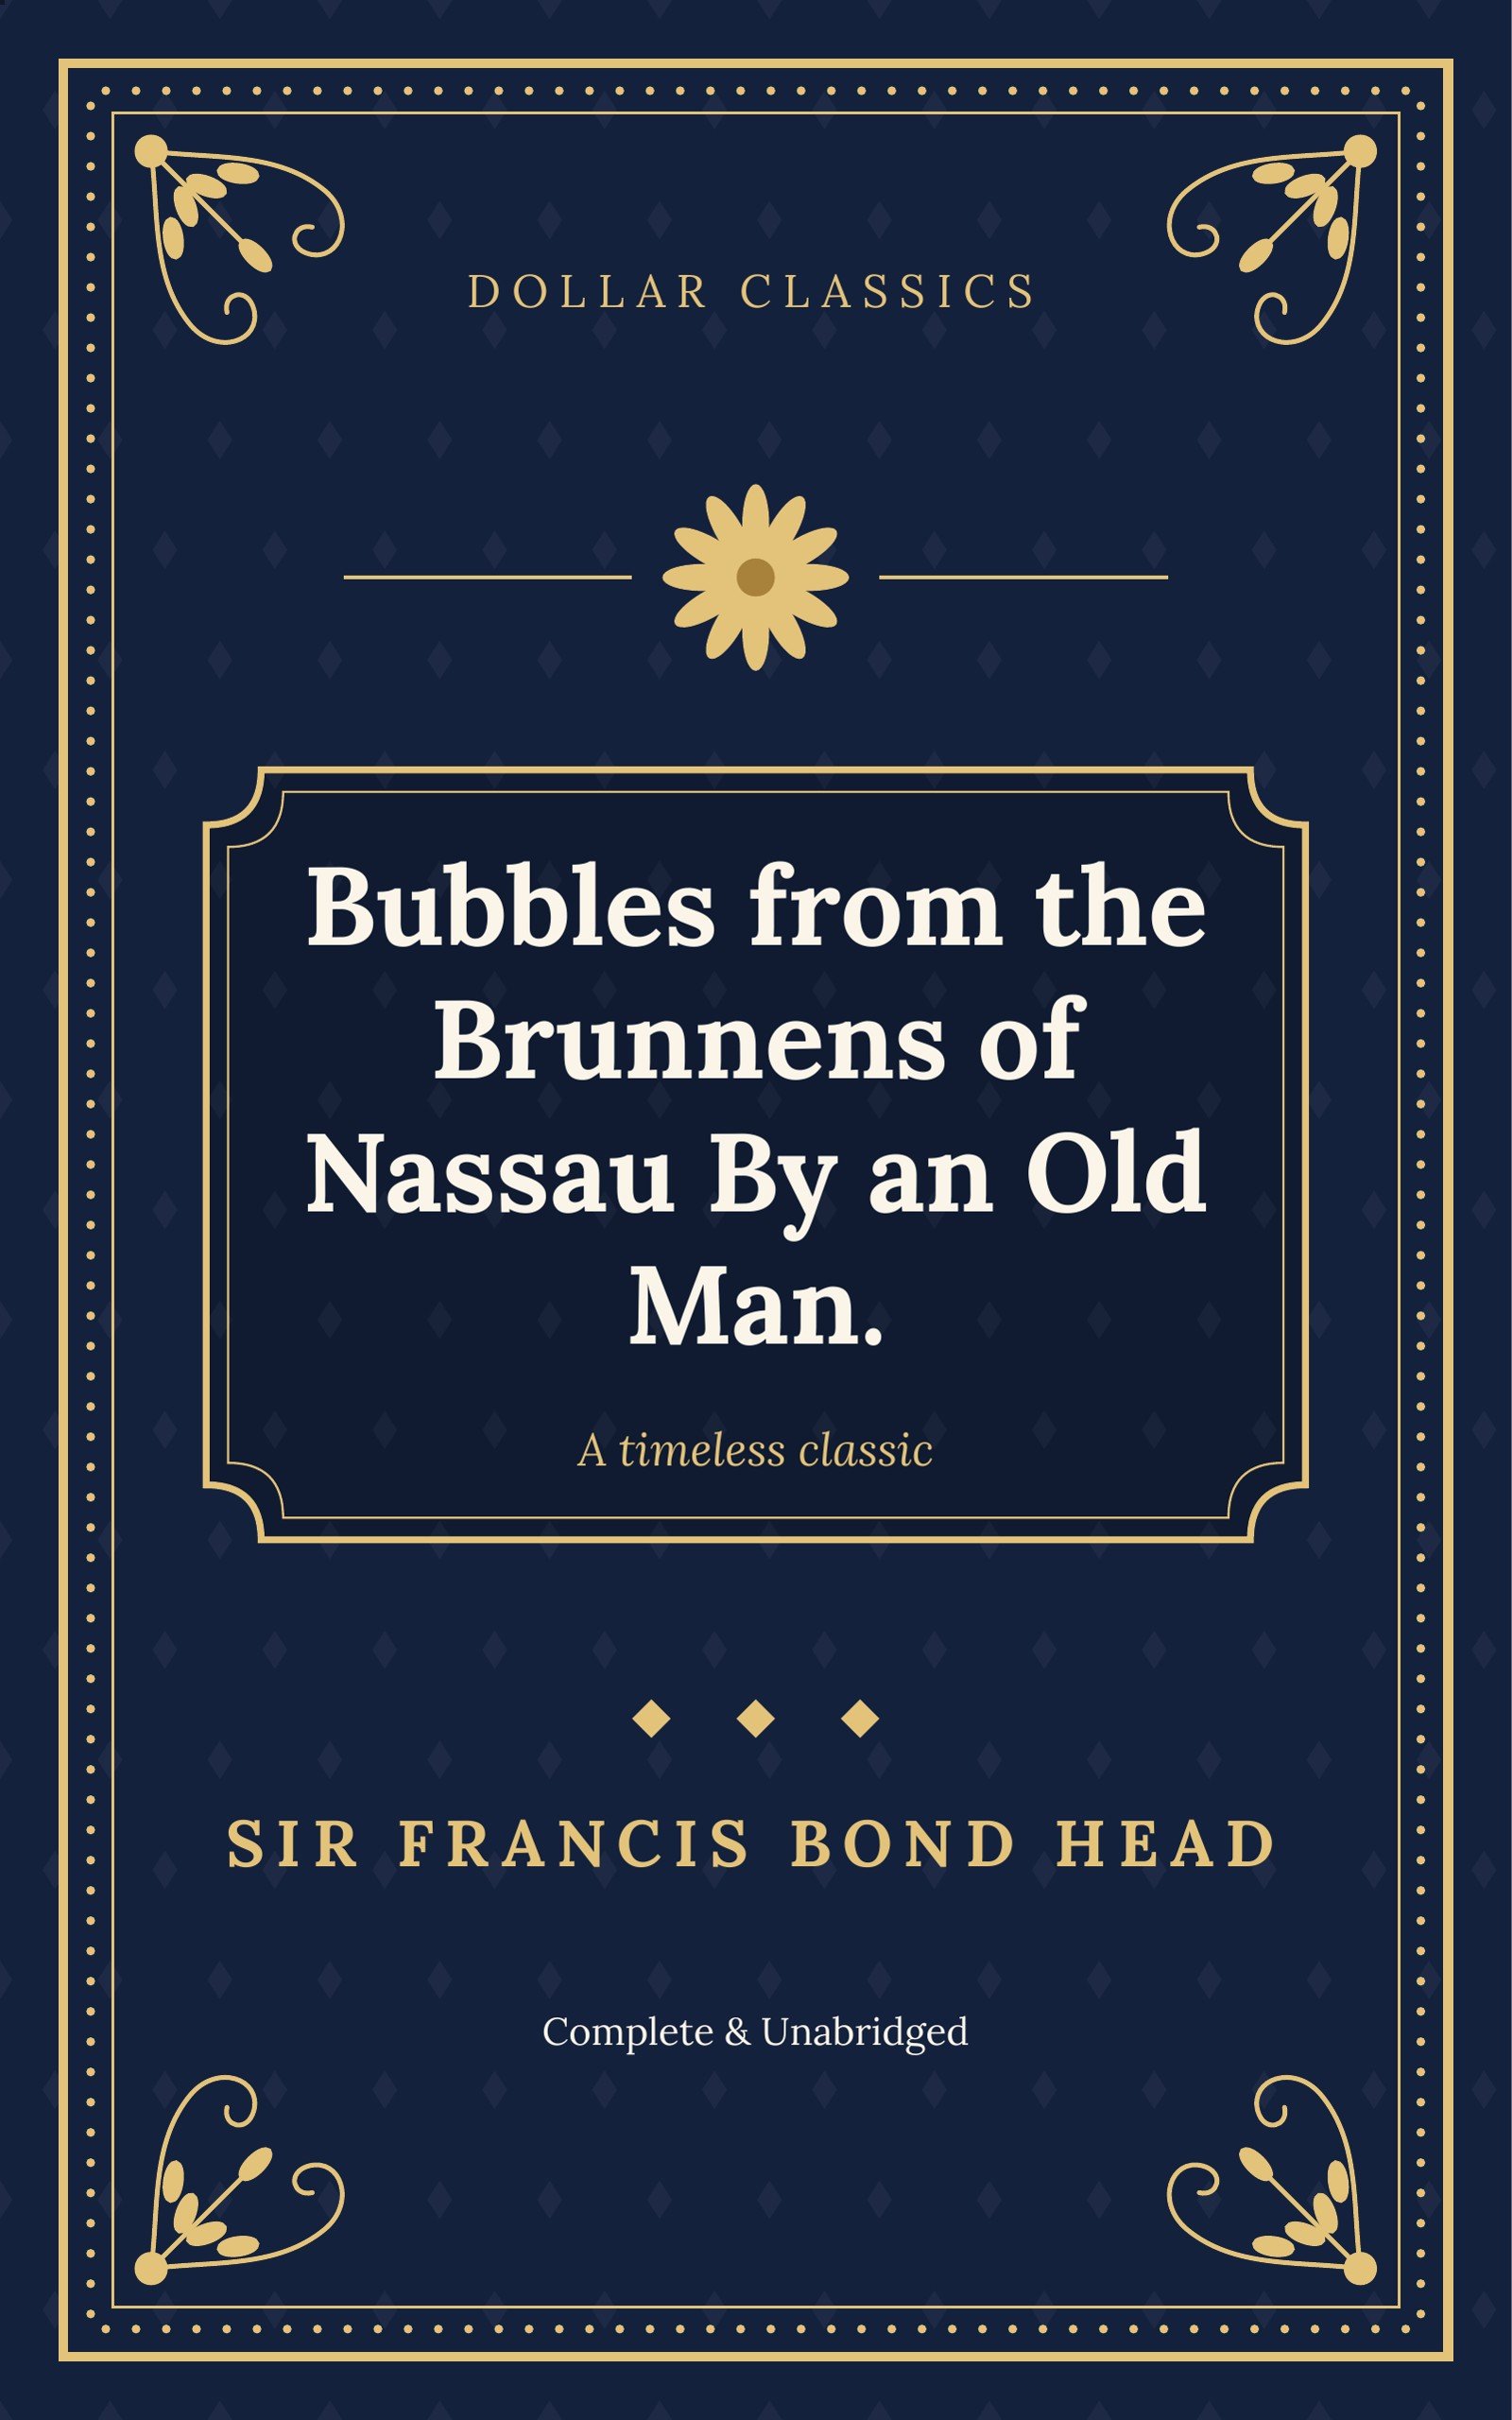 DOLLAR CLASSICS
Bubbles from the
Brunnens of
Nassau By an Old
Man.
A timeless classic
SIR FRANCIS BOND HEAD
Complete & Unabridged